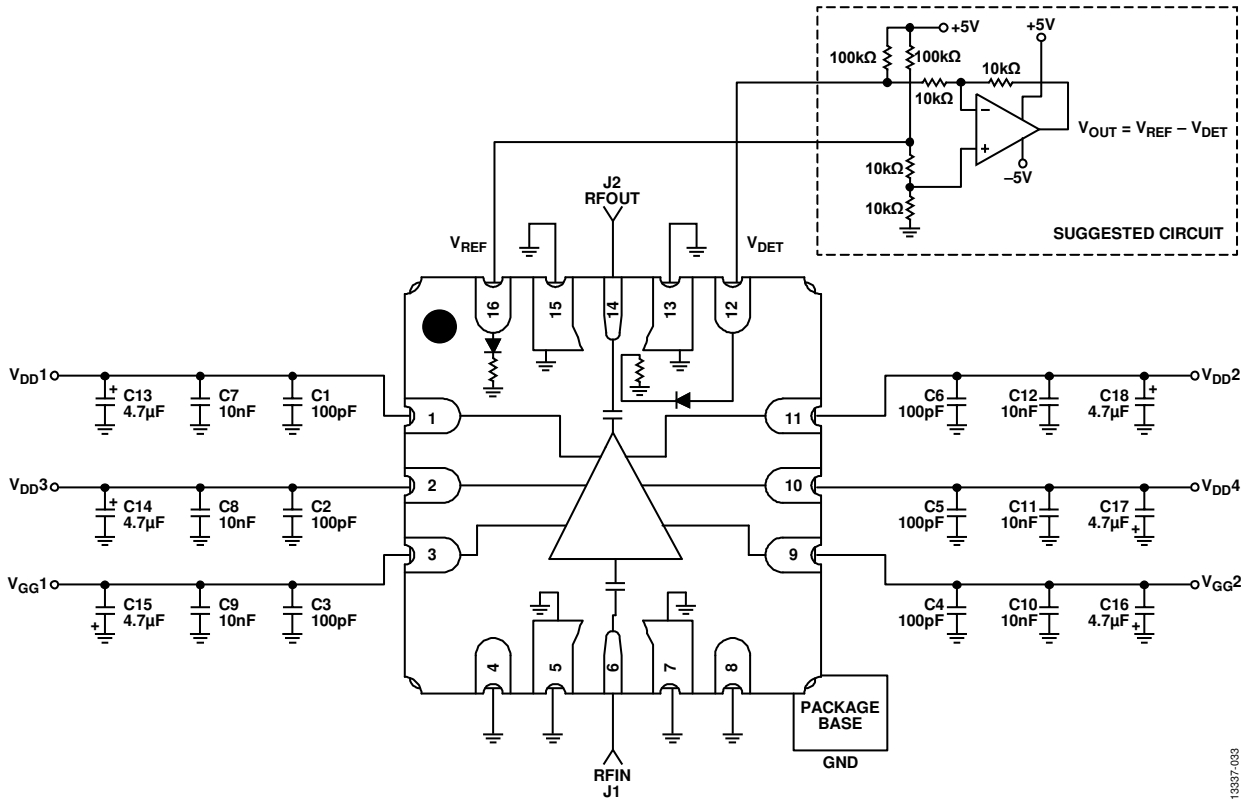 +5V
+5V
100kΩ
100kΩ
10kΩ
10kΩ
–
+
VOUT = VREF – VDET
10kΩ
–5V
10kΩ
SUGGESTED CIRCUIT
J2
RFOUT
VREF
VDET
16
15
14
13
12
VDD1
+
C13
4.7µF
C7
10nF
C1
100pF
1
11
C6
100pF
C12
10nF
C18
4.7µF
+
VDD2
VDD3
+
C14
4.7µF
C8
10nF
C2
100pF
2
10
C5
100pF
C11
10nF
C17
4.7µF
+
VDD4
VGG1
C15
4.7µF
+
C9
10nF
C3
100pF
3
9
C4
100pF
C10
10nF
C16
4.7µF
+
VGG2
4
5
6
7
8
PACKAGE
BASE
GND
RFIN
J1
13337-033